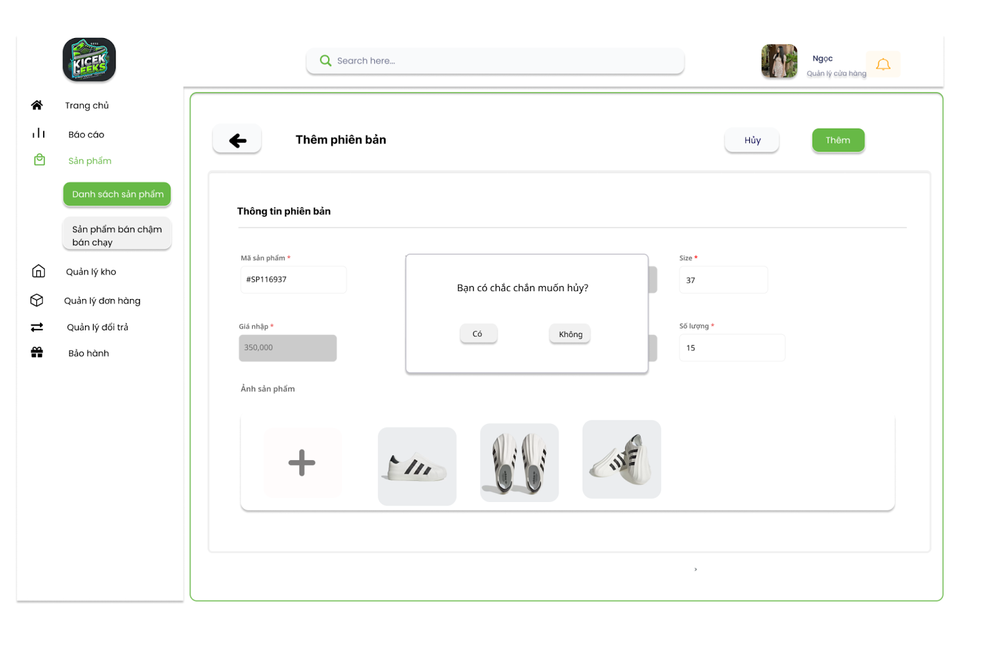 KICEK
GEEKS
Search here...
Ngọc
Quản lý cửa hàng
Trang chủ
Báo cáo
Sản phẩm
Danh sách sản phẩm
Sản phẩm bán chậm
bán chạy
Quản lý kho
Quản lý đơn hàng
Quản lý đổi trả
Bảo hành
Thêm phiên bản
Hủy
Thêm
Thông tin phiên bản
Mã sản phẩm *
#SP116937
Size *
37
Bạn có chắc chắn muốn hủy?
Có
Không
Giá nhập *
350,000
Số lượng *
15
Ảnh sản phẩm